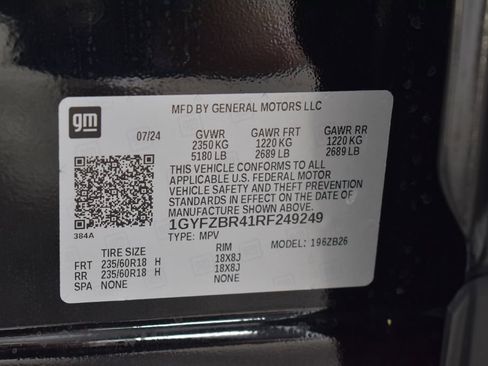 gm
MFD BY GENERAL MOTORS LLC
07/24 GVWR GAWR FRT GAWR RR
2350 KG 1220 KG 1220 KG
5180 LB 2689 LB 2689 LB
THIS VEHICLE CONFORMS TO ALL
APPLICABLE U.S. FEDERAL MOTOR
VEHICLE SAFETY AND THEFT PREVENTION
STANDARDS IN EFFECT ON THE DATE OF
MANUFACTURE SHOWN ABOVE.
1GYFZBR41RF249249
384A
TYPE: MPV MODEL: 196ZB26
TIRE SIZE RIM
FRT 235/60R18 H 18X8J
RR 235/60R18 H 18X8J
SPA NONE NONE